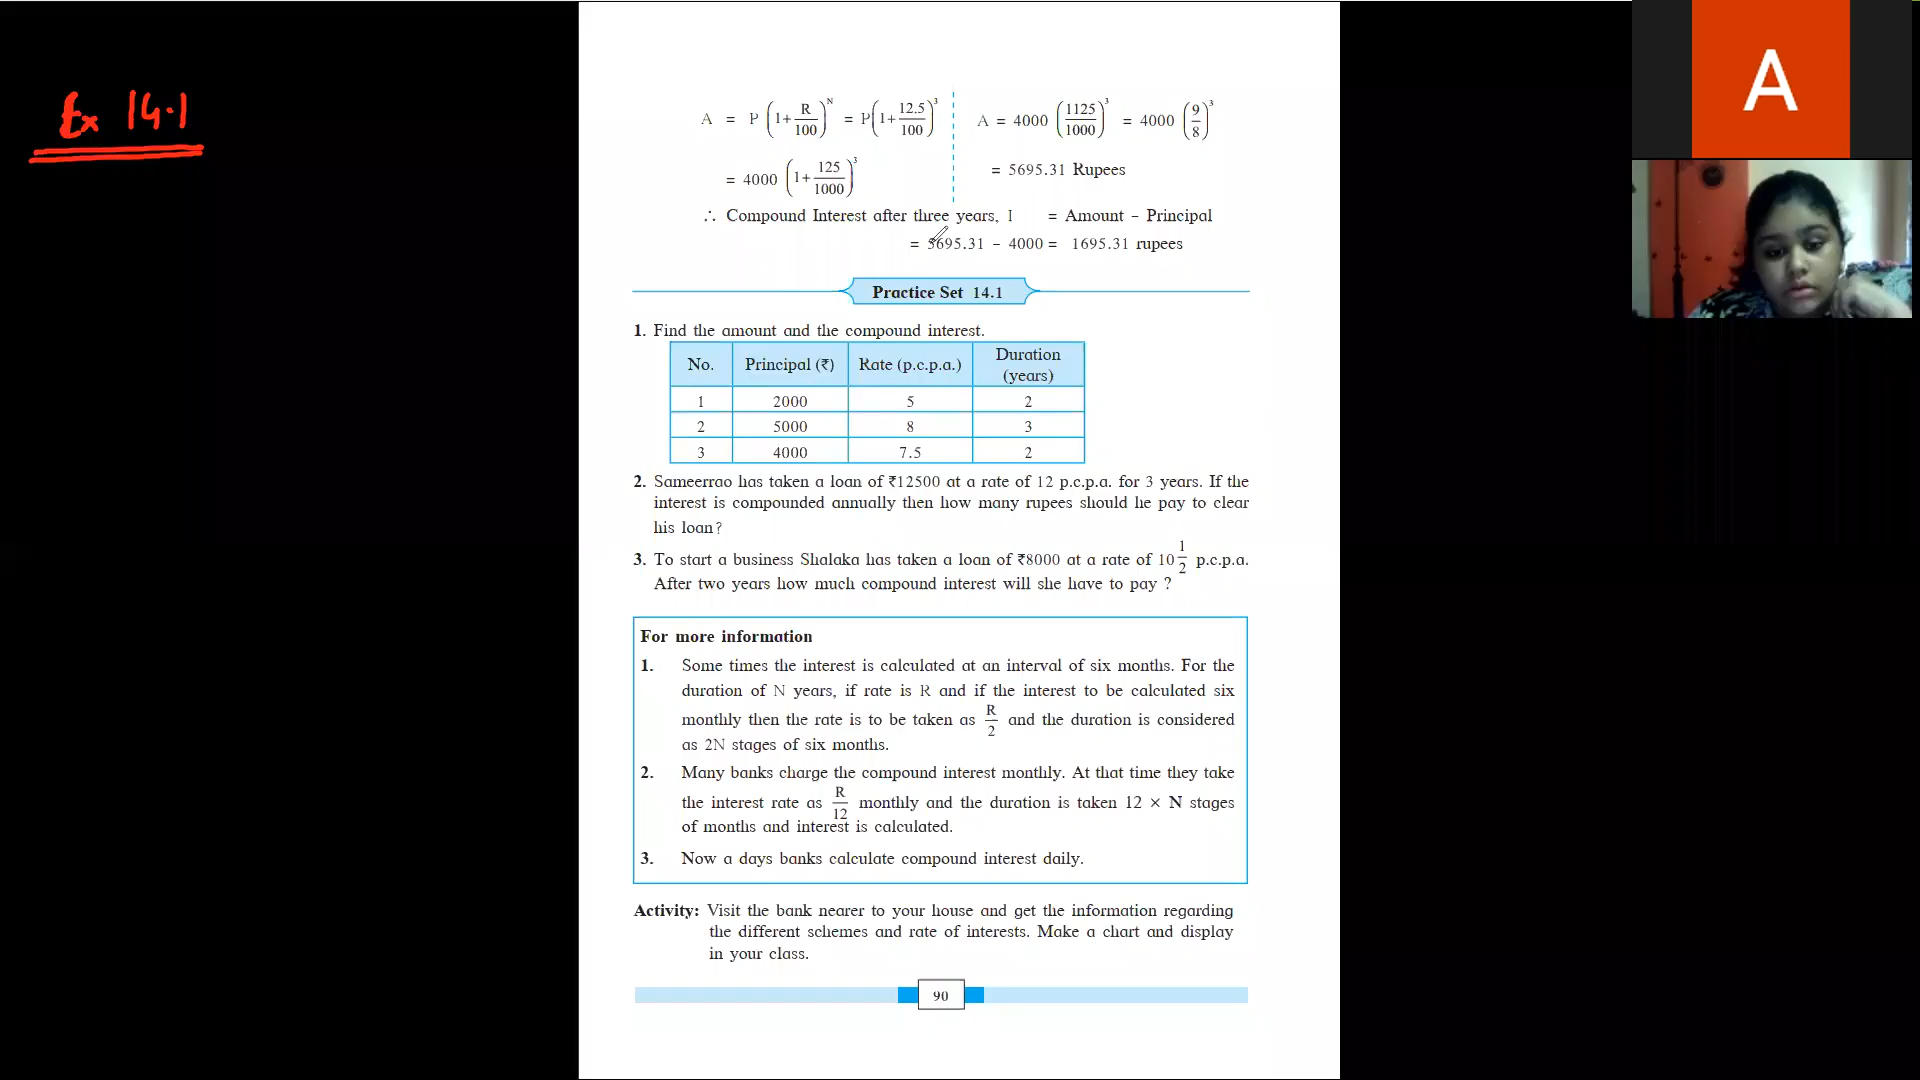 Ex 14.1
A = P (1+R/100)^N = P(1+12.5/100)^3
= 4000 (1+125/1000)^3
A = 4000 (1125/1000)^3 = 4000 (9/8)^3
= 5695.31 Rupees
∴ Compound Interest after three years, I = Amount - Principal
= 5695.31 - 4000 = 1695.31 rupees
Practice Set 14.1
1. Find the amount and the compound interest.
No. Principal (₹) Rate (p.c.p.a.) Duration (years)
1 2000 5 2
2 5000 8 3
3 4000 7.5 2
2. Sameerrao has taken a loan of ₹12500 at a rate of 12 p.c.p.a. for 3 years. If the
interest is compounded annually then how many rupees should he pay to clear
his loan?
3. To start a business Shalaka has taken a loan of ₹8000 at a rate of 10 1/2 p.c.p.a.
After two years how much compound interest will she have to pay ?
For more information
1. Some times the interest is calculated at an interval of six months. For the
duration of N years, if rate is R and if the interest to be calculated six
monthly then the rate is to be taken as R/2 and the duration is considered
as 2N stages of six months.
2. Many banks charge the compound interest monthly. At that time they take
the interest rate as R/12 monthly and the duration is taken 12 × N stages
of months and interest is calculated.
3. Now a days banks calculate compound interest daily.
Activity: Visit the bank nearer to your house and get the information regarding
the different schemes and rate of interests. Make a chart and display
in your class.
90
A